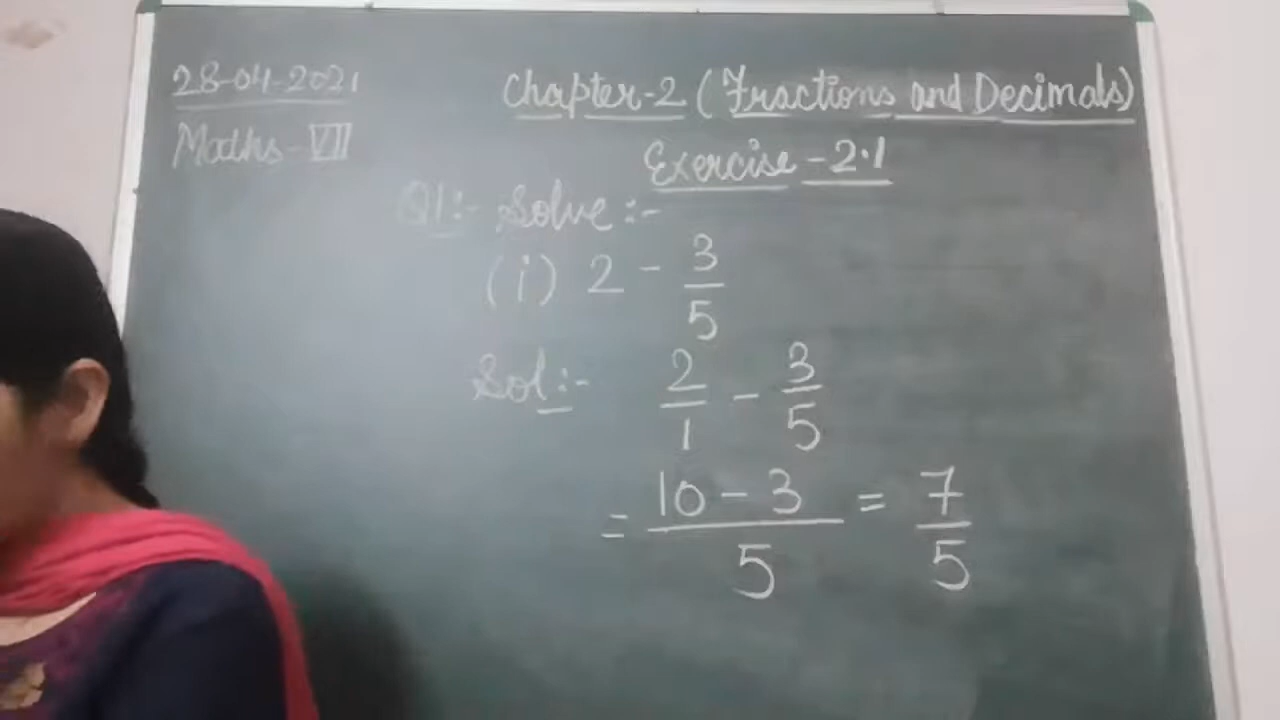 28-04-2021
Maths-VII
Chapter-2 (Fractions and Decimals)
Exercise-2.1
Q1:- Solve:-
(i) 2 - 3/5
Sol:- 2/1 - 3/5
= 10-3/5 = 7/5